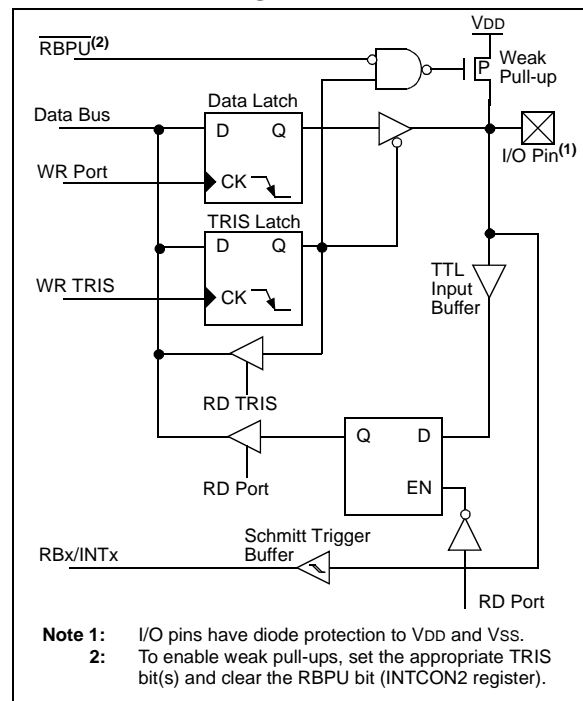 VDD
RBPU(2)
P
Weak
Pull-up
Data Latch
Data Bus
D
Q
I/O Pin(1)
WR Port
CK
TRIS Latch
D
Q
TTL
Input
Buffer
WR TRIS
CK
RD TRIS
Q
D
RD Port
EN
Schmitt Trigger
Buffer
RBx/INTx
RD Port
Note 1: I/O pins have diode protection to VDD and VSS.
2: To enable weak pull-ups, set the appropriate TRIS
bit(s) and clear the RBPU bit (INTCON2 register).